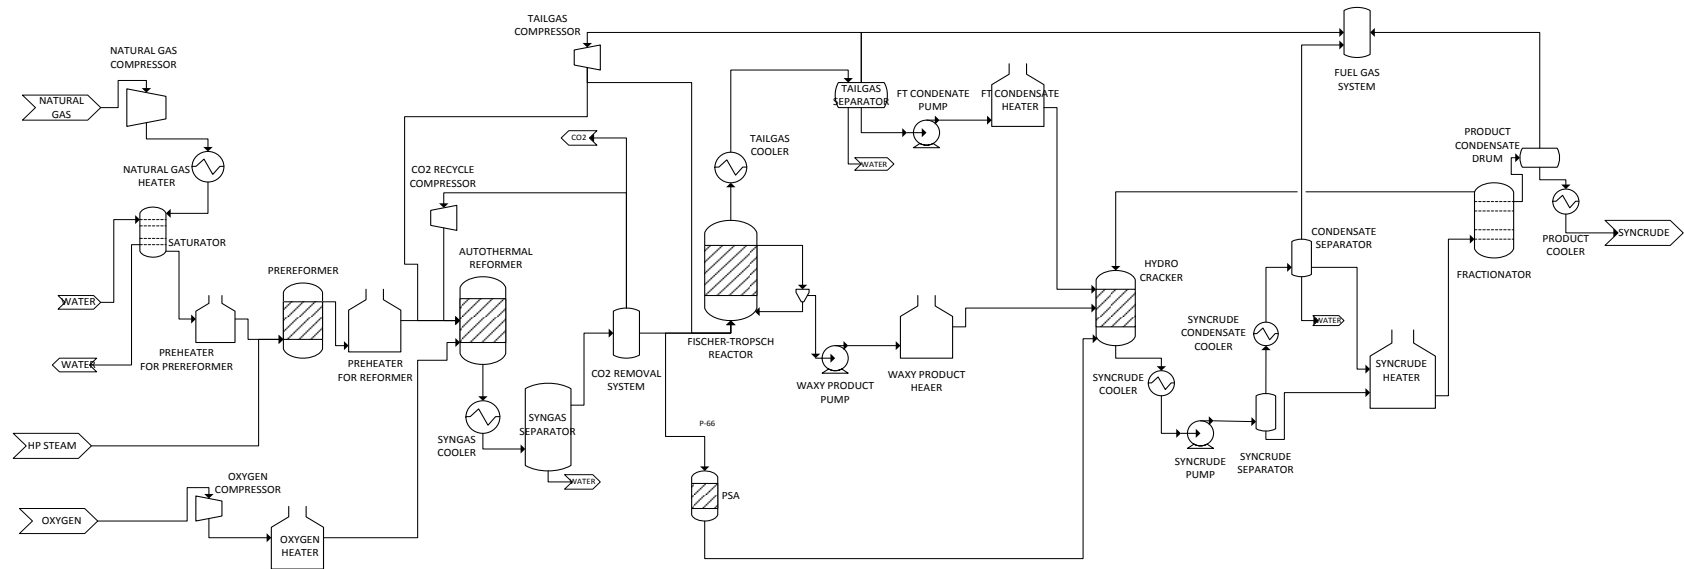 TAILGAS
COMPRESSOR
NATURAL GAS
COMPRESSOR
NATURAL
GAS
NATURAL GAS
HEATER
SATURATOR
WATER
WATER
PREHEATER
FOR PREREFORMER
PREREFORMER
PREHEATER
FOR REFORMER
HP STEAM
OXYGEN
OXYGEN
COMPRESSOR
OXYGEN
HEATER
CO2
CO2 RECYCLE
COMPRESSOR
AUTOTHERMAL
REFORMER
SYNGAS
COOLER
SYNGAS
SEPARATOR
WATER
CO2 REMOVAL
SYSTEM
TAILGAS
COOLER
FISCHER-TROPSCH
REACTOR
P-66
PSA
TAILGAS
SEPARATOR
WATER
FT CONDENATE
PUMP
FT CONDENSATE
HEATER
WAXY PRODUCT
PUMP
WAXY PRODUCT
HEAER
HYDRO
CRACKER
SYNCRUDE
COOLER
SYNCRUDE
PUMP
SYNCRUDE
SEPARATOR
SYNCRUDE
CONDENSATE
COOLER
CONDENSATE
SEPARATOR
WATER
SYNCRUDE
HEATER
FUEL GAS
SYSTEM
PRODUCT
CONDENSATE
DRUM
FRACTIONATOR
PRODUCT
COOLER
SYNCRUDE